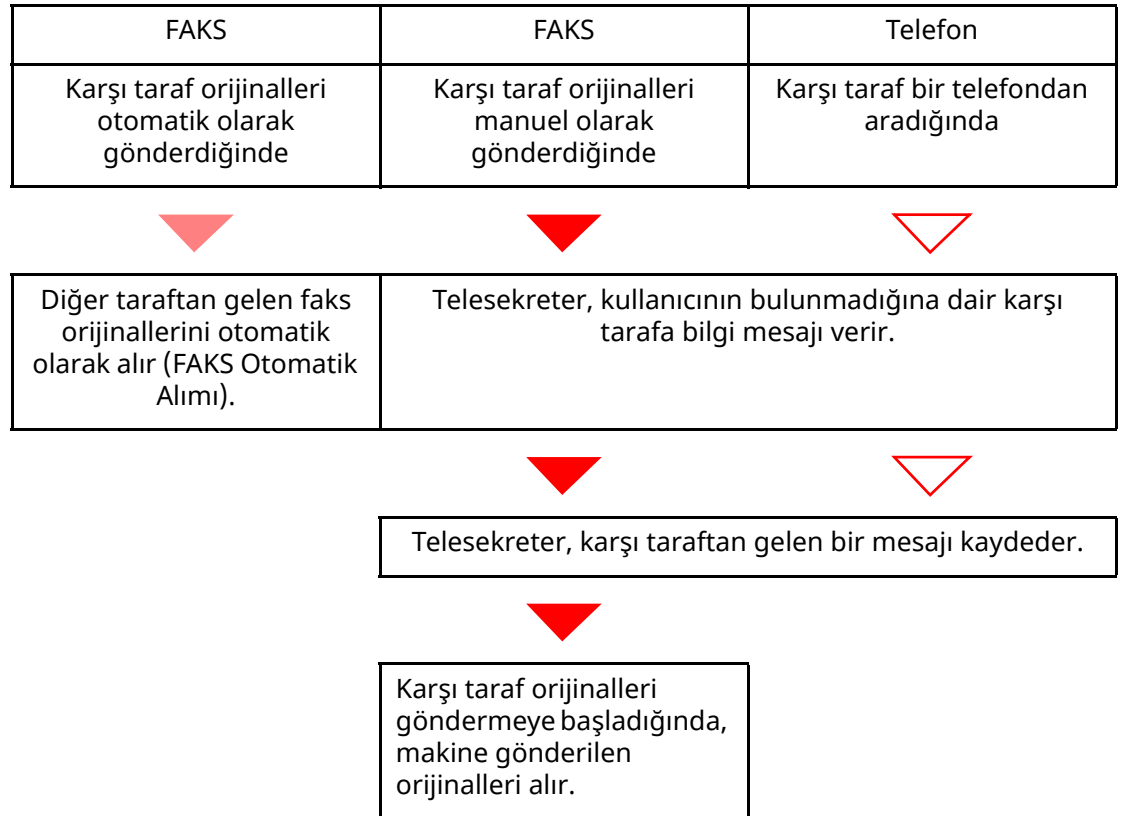 FAKS
FAKS
Telefon
Karşı taraf orijinalleri
otomatik olarak
gönderdiğinde
Karşı taraf orijinalleri
manuel olarak
gönderdiğinde
Karşı taraf bir telefondan
aradığında
Diğer taraftan gelen faks
orijinallerini otomatik
olarak alır (FAKS Otomatik
Alımı).
Telesekreter, kullanıcının bulunmadığına dair karşı
tarafa bilgi mesajı verir.
Telesekreter, karşı taraftan gelen bir mesajı kaydeder.
Karşı taraf orijinalleri
göndermeye başladığında,
makine gönderilen
orijinalleri alır.